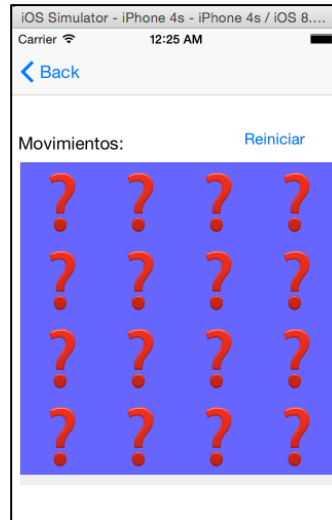 iOS Simulator - iPhone 4s - iPhone 4s / iOS 8....
Carrier 12:25 AM
Back
Movimientos: Reiniciar
? ? ? ?
? ? ? ?
? ? ? ?
? ? ? ?